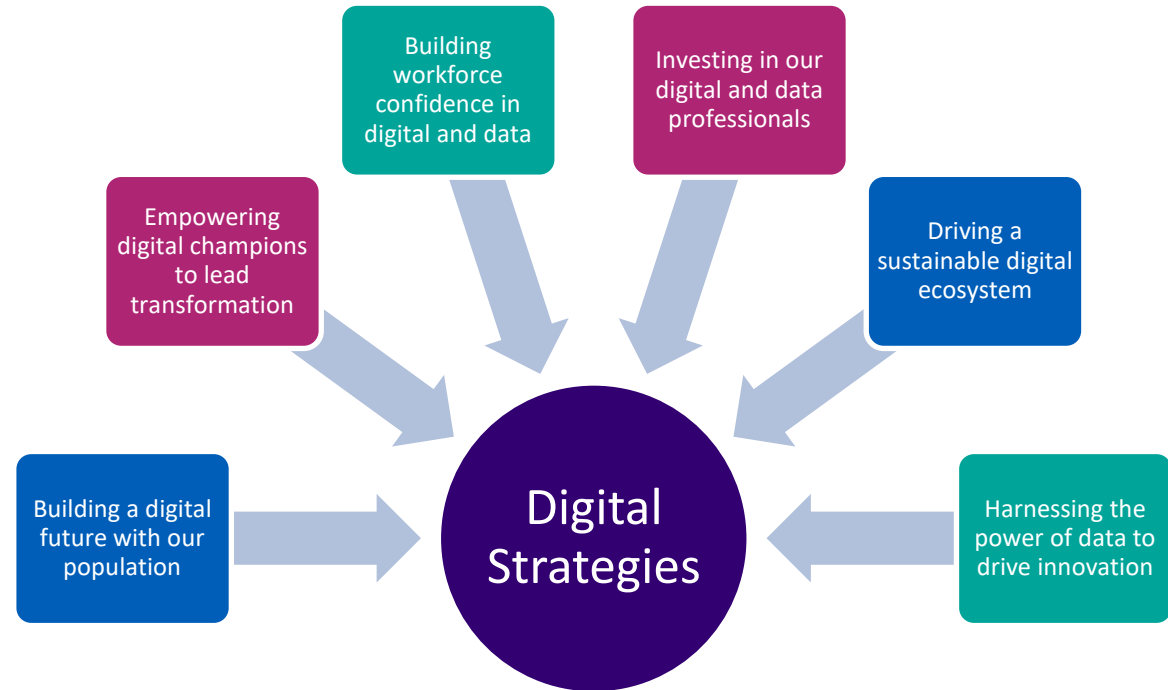 Building
workforce
confidence in
digital and data
Investing in our
digital and data
professionals
Empowering
digital champions
to lead
transformation
Driving a
sustainable digital
ecosystem
Building a digital
future with our
population
Digital
Strategies
Harnessing the
power of data to
drive innovation